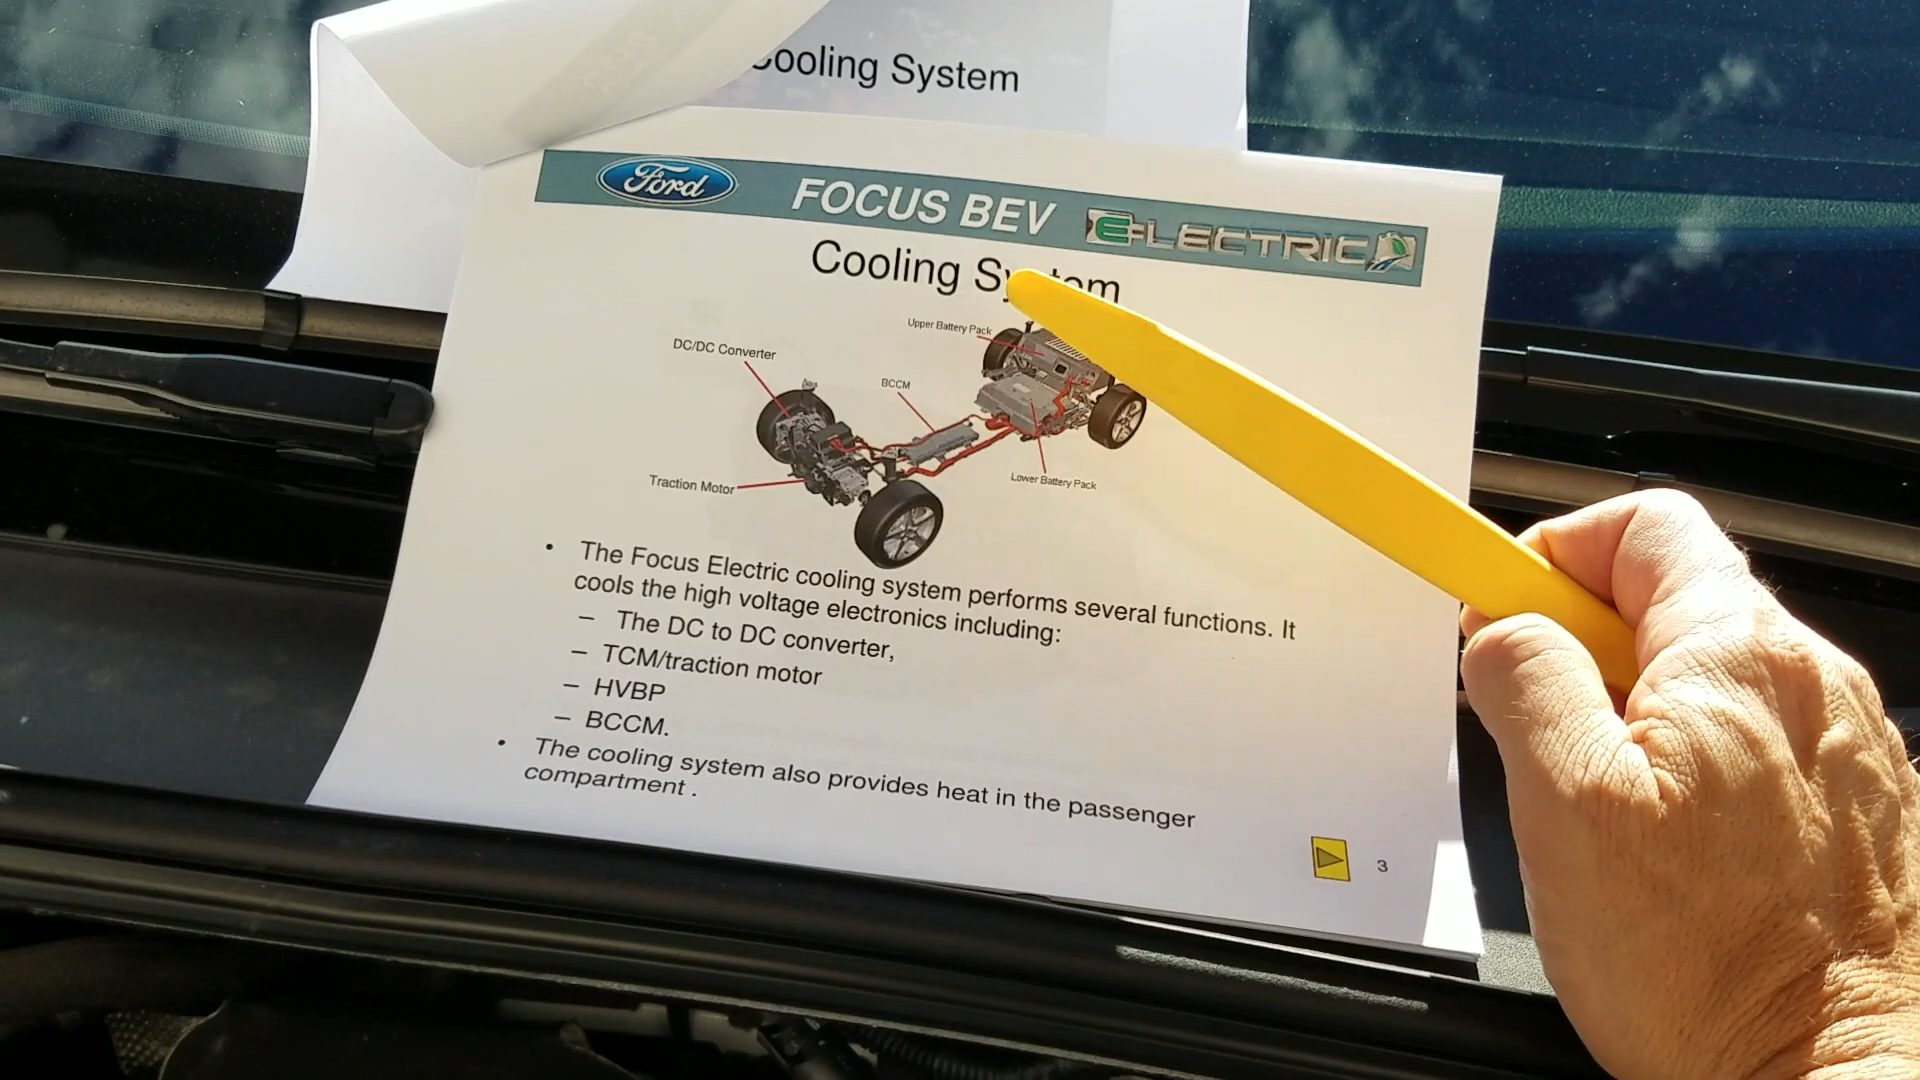 Cooling System
Ford
FOCUS BEV
ELECTRIC
Cooling System
Upper Battery Pack
DC/DC Converter
BCCM
Traction Motor
Lower Battery Pack
• The Focus Electric cooling system performs several functions. It
cools the high voltage electronics including:
– The DC to DC converter,
– TCM/traction motor
– HVBP
– BCCM.
• The cooling system also provides heat in the passenger
compartment .
3